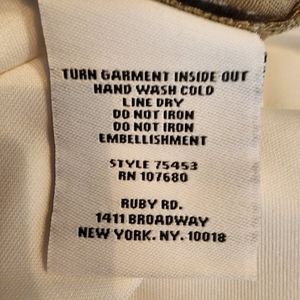 TURN GARMENT INSIDE OUT
HAND WASH COLD
LINE DRY
DO NOT IRON
DO NOT IRON
EMBELLISHMENT
STYLE 75453
RN 107680
RUBY RD.
1411 BROADWAY
NEW YORK. NY. 10018